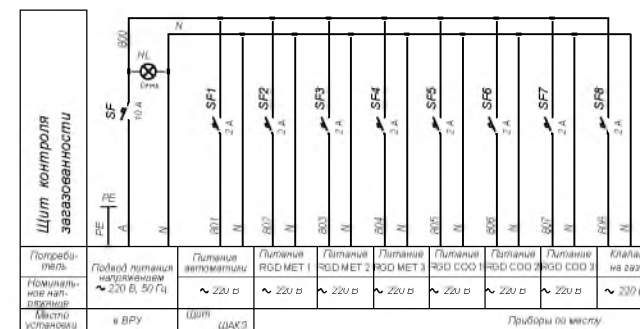 N
800
HL
SF
10 A
SF1
2 A
SF2
2 A
SF3
2 A
SF4
2 A
SF5
2 A
SF6
2 A
SF7
2 A
SF8
2 A
Щит контроля
загазованности
PE
PE
A
N
801
N
802
N
803
N
804
N
805
N
806
N
807
N
808
N
Потреби-
тель
Подвод питания
напряжением
~ 220 В, 50 Гц
Питание
автоматики
Питание
RGD MET 1
Питание
RGD MET 2
Питание
RGD MET 3
Питание
RGD COO 1
Питание
RGD COO 2
Питание
RGD COO 3
Клапан
на газ
Номиналь-
ное нап-
ряжение
~ 220 В
~ 220 В
~ 220 В
~ 220 В
~ 220 В
~ 220 В
~ 220 В
~ 220 В
Место
установки
в ВРУ
Щит
ШАКЗ
Приборы по месту